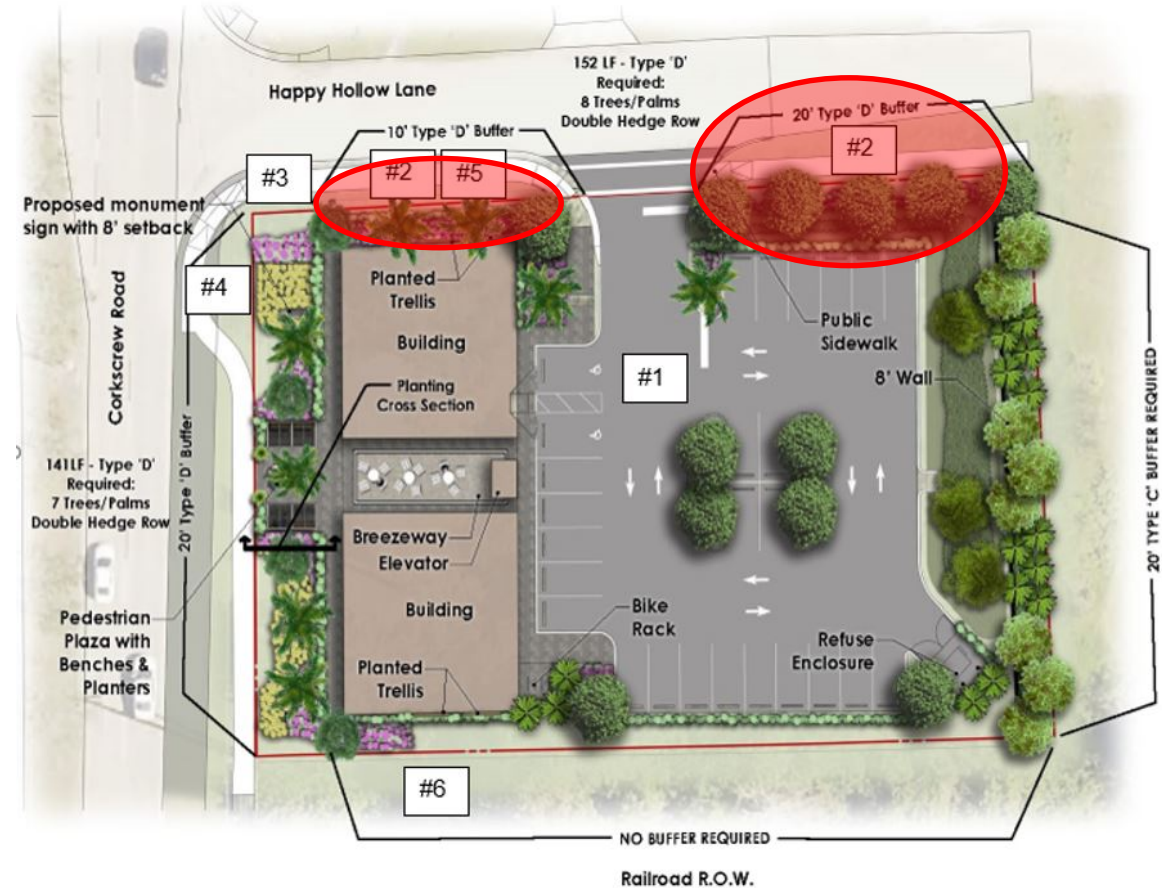 152 LF - Type 'D'
Required:
8 Trees/Palms
Double Hedge Row
Happy Hollow Lane
10' Type 'D' Buffer
20' Type 'D' Buffer
#2
#3
#2
#5
Proposed monument
sign with 8' setback
#4
Planted
Trellis
Building
Public
Sidewalk
8' Wall
#1
Planting
Cross Section
Corkscrew Road
20' Type 'D' Buffer
141LF - Type 'D'
Required:
7 Trees/Palms
Double Hedge Row
20' TYPE 'C' BUFFER REQUIRED
Breezeway
Elevator
Building
Bike
Rack
Pedestrian
Plaza with
Benches &
Planters
Refuse
Enclosure
Planted
Trellis
#6
NO BUFFER REQUIRED
Railroad R.O.W.